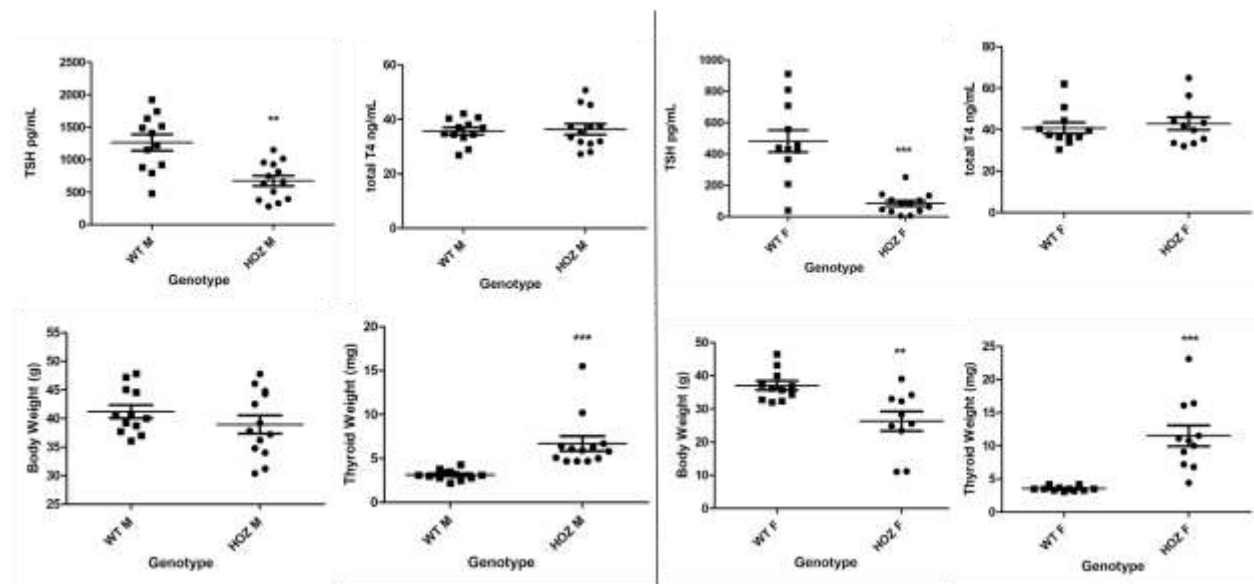 2500
2000
1500
1000
500
0
TSH pg/mL
**
WT M
HOZ M
Genotype
60
40
20
0
total T4 ng/mL
WT M
HOZ M
Genotype
1000
800
600
400
200
0
TSH pg/mL
***
WT F
HOZ F
Genotype
80
60
40
20
0
total T4 ng/mL
WT F
HOZ F
Genotype
55
50
45
40
35
30
25
Body Weight (g)
WT M
HOZ M
Genotype
20
15
10
5
0
Thyroid Weight (mg)
###
WT M
HOZ M
Genotype
50
40
30
20
10
0
Body Weight (g)
**
WT F
HOZ F
Genotype
25
20
15
10
5
0
Thyroid Weight (mg)
***
WT F
HOZ F
Genotype